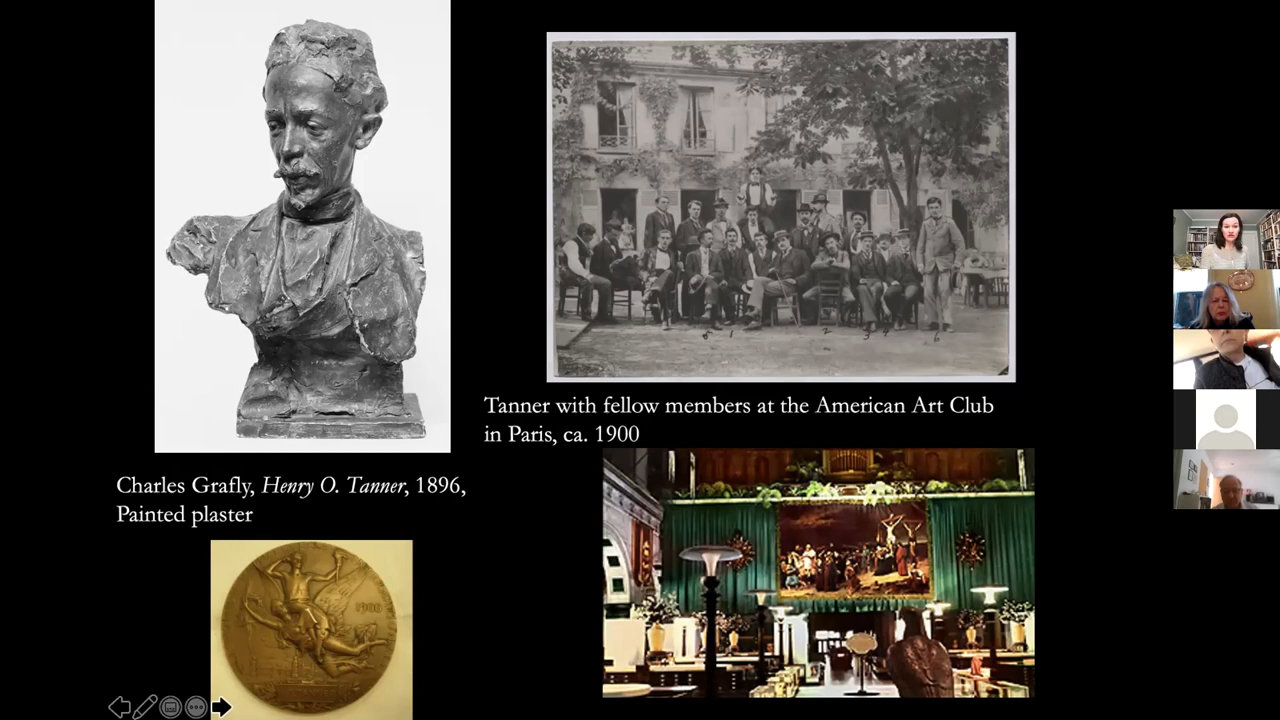 Tanner with fellow members at the American Art Club
in Paris, ca. 1900
Charles Grafly, Henry O. Tanner, 1896,
Painted plaster
1900